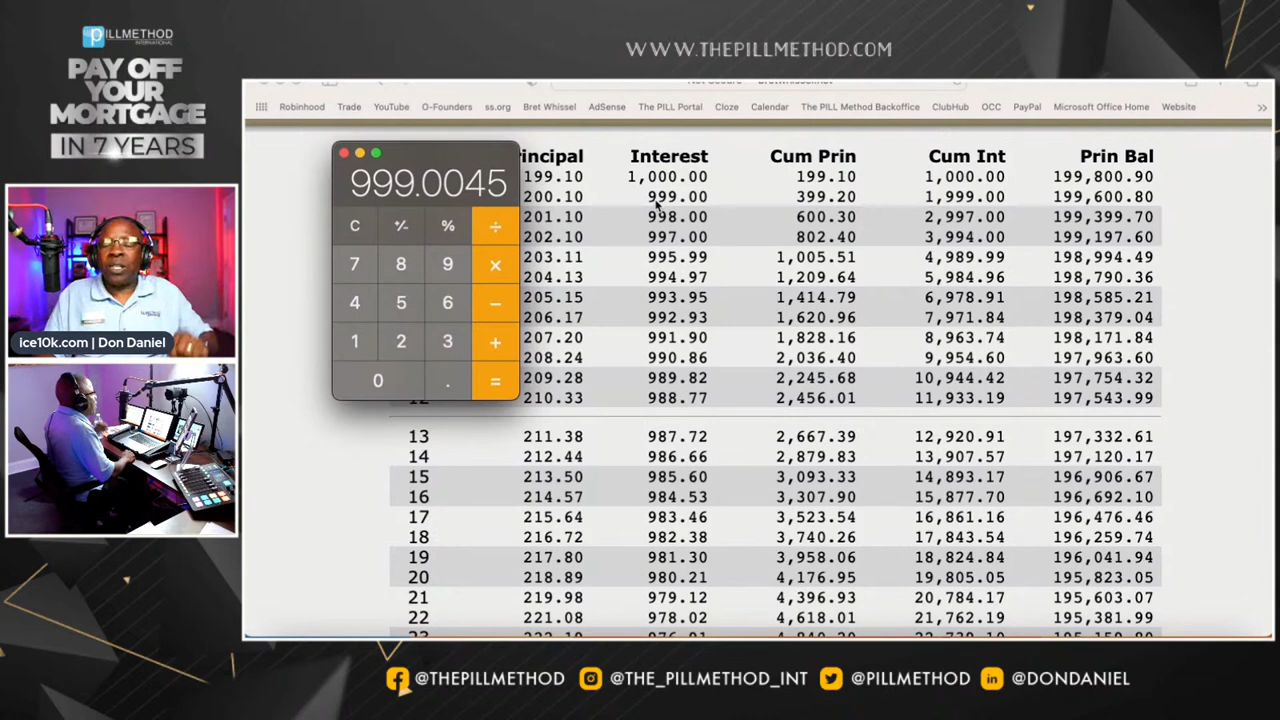 PILLMETHOD
INTERNATIONAL
PAY OFF
YOUR
MORTGAGE
IN 7 YEARS
WWW.THEPILLMETHOD.COM
Robinhood Trade YouTube O-Founders ss.org Bret Whissel AdSense The PILL Portal Cloze Calendar The PILL Method Backoffice ClubHub OCC PayPal Microsoft Office Home Website
999.0045
C +/- % ÷
7 8 9 ×
4 5 6 −
1 2 3 +
0 . =
incipal Interest Cum Prin Cum Int Prin Bal
199.10 1,000.00 199.10 1,000.00 199,800.90
200.10 999.00 399.20 1,999.00 199,600.80
201.10 998.00 600.30 2,997.00 199,399.70
202.10 997.00 802.40 3,994.00 199,197.60
203.11 995.99 1,005.51 4,989.99 198,994.49
204.13 994.97 1,209.64 5,984.96 198,790.36
205.15 993.95 1,414.79 6,978.91 198,585.21
206.17 992.93 1,620.96 7,971.84 198,379.04
207.20 991.90 1,828.16 8,963.74 198,171.84
208.24 990.86 2,036.40 9,954.60 197,963.60
209.28 989.82 2,245.68 10,944.42 197,754.32
12 210.33 988.77 2,456.01 11,933.19 197,543.99
13 211.38 987.72 2,667.39 12,920.91 197,332.61
14 212.44 986.66 2,879.83 13,907.57 197,120.17
15 213.50 985.60 3,093.33 14,893.17 196,906.67
16 214.57 984.53 3,307.90 15,877.70 196,692.10
17 215.64 983.46 3,523.54 16,861.16 196,476.46
18 216.72 982.38 3,740.26 17,843.54 196,259.74
19 217.80 981.30 3,958.06 18,824.84 196,041.94
20 218.89 980.21 4,176.95 19,805.05 195,823.05
21 219.98 979.12 4,396.93 20,784.17 195,603.07
22 221.08 978.02 4,618.01 21,762.19 195,381.99
ice10k.com | Don Daniel
@THEPILLMETHOD @THE_PILLMETHOD_INT @PILLMETHOD @DONDANIEL